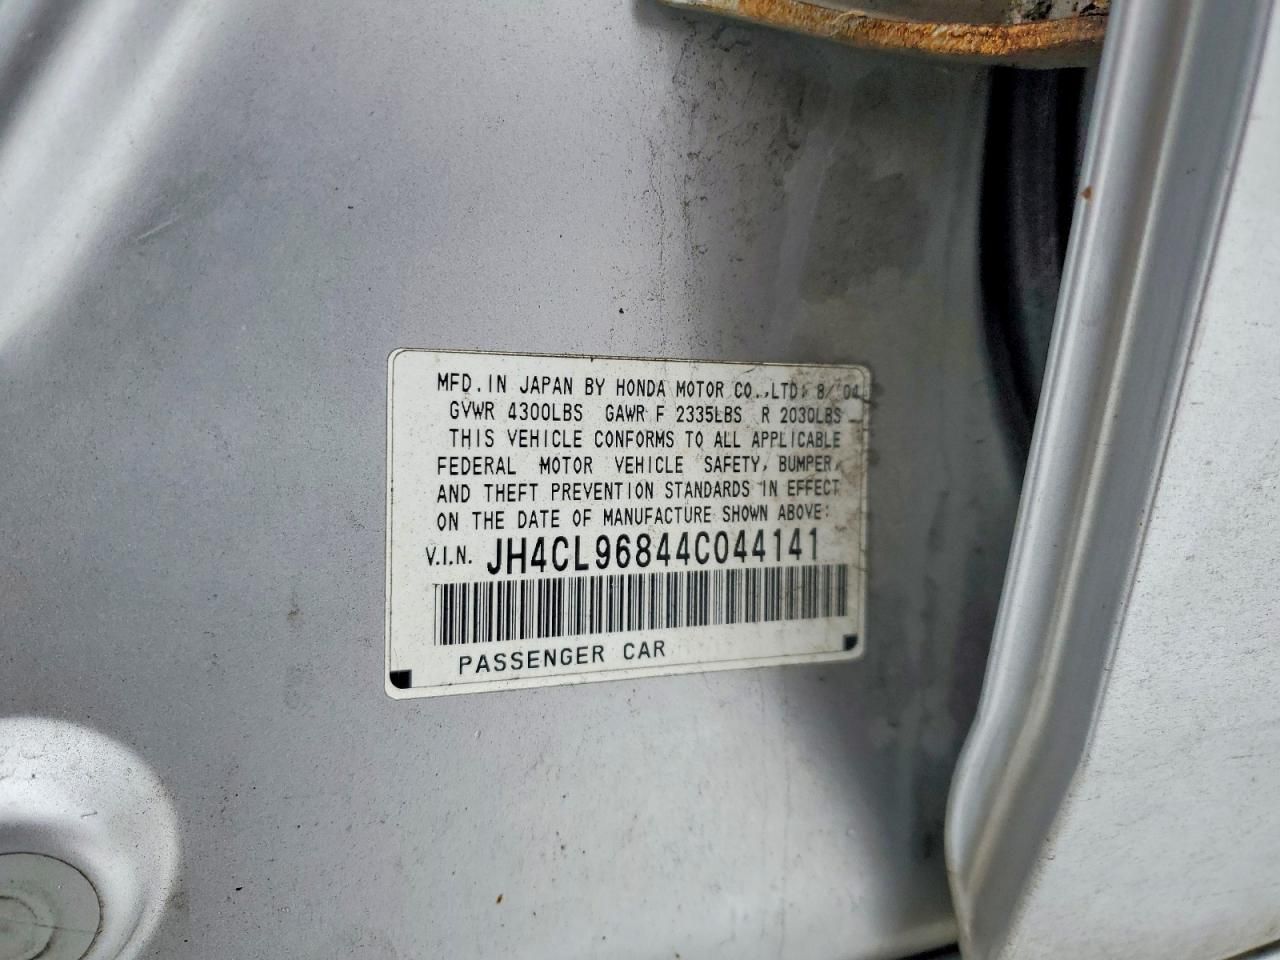 MFD. IN JAPAN BY HONDA MOTOR CO., LTD. 8/'04
GVWR 4300LBS GAWR F 2335LBS R 2030LBS
THIS VEHICLE CONFORMS TO ALL APPLICABLE
FEDERAL MOTOR VEHICLE SAFETY, BUMPER,
AND THEFT PREVENTION STANDARDS IN EFFECT
ON THE DATE OF MANUFACTURE SHOWN ABOVE:
V.I.N. JH4CL96844C044141
PASSENGER CAR